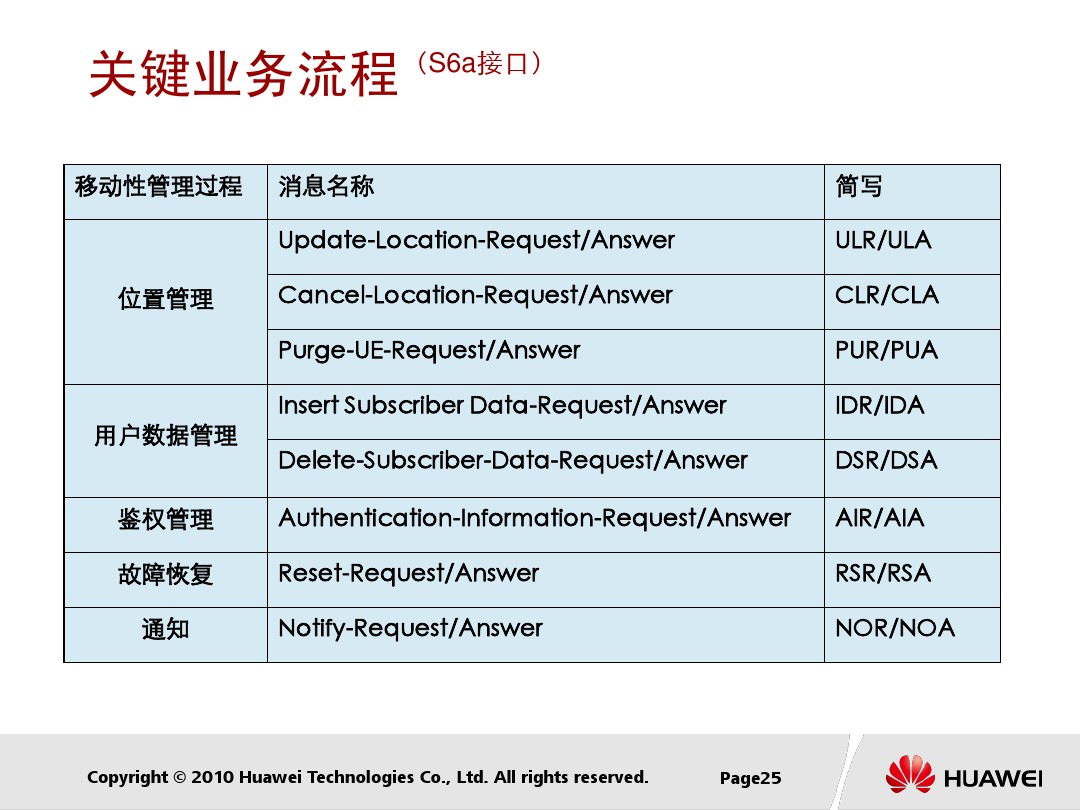 关键业务流程（S6a接口）
移动性管理过程 消息名称 简写
位置管理
Update-Location-Request/Answer ULR/ULA
Cancel-Location-Request/Answer CLR/CLA
Purge-UE-Request/Answer PUR/PUA
用户数据管理
Insert Subscriber Data-Request/Answer IDR/IDA
Delete-Subscriber-Data-Request/Answer DSR/DSA
鉴权管理 Authentication-Information-Request/Answer AIR/AIA
故障恢复 Reset-Request/Answer RSR/RSA
通知 Notify-Request/Answer NOR/NOA
Copyright © 2010 Huawei Technologies Co., Ltd. All rights reserved. Page25 HUAWEI